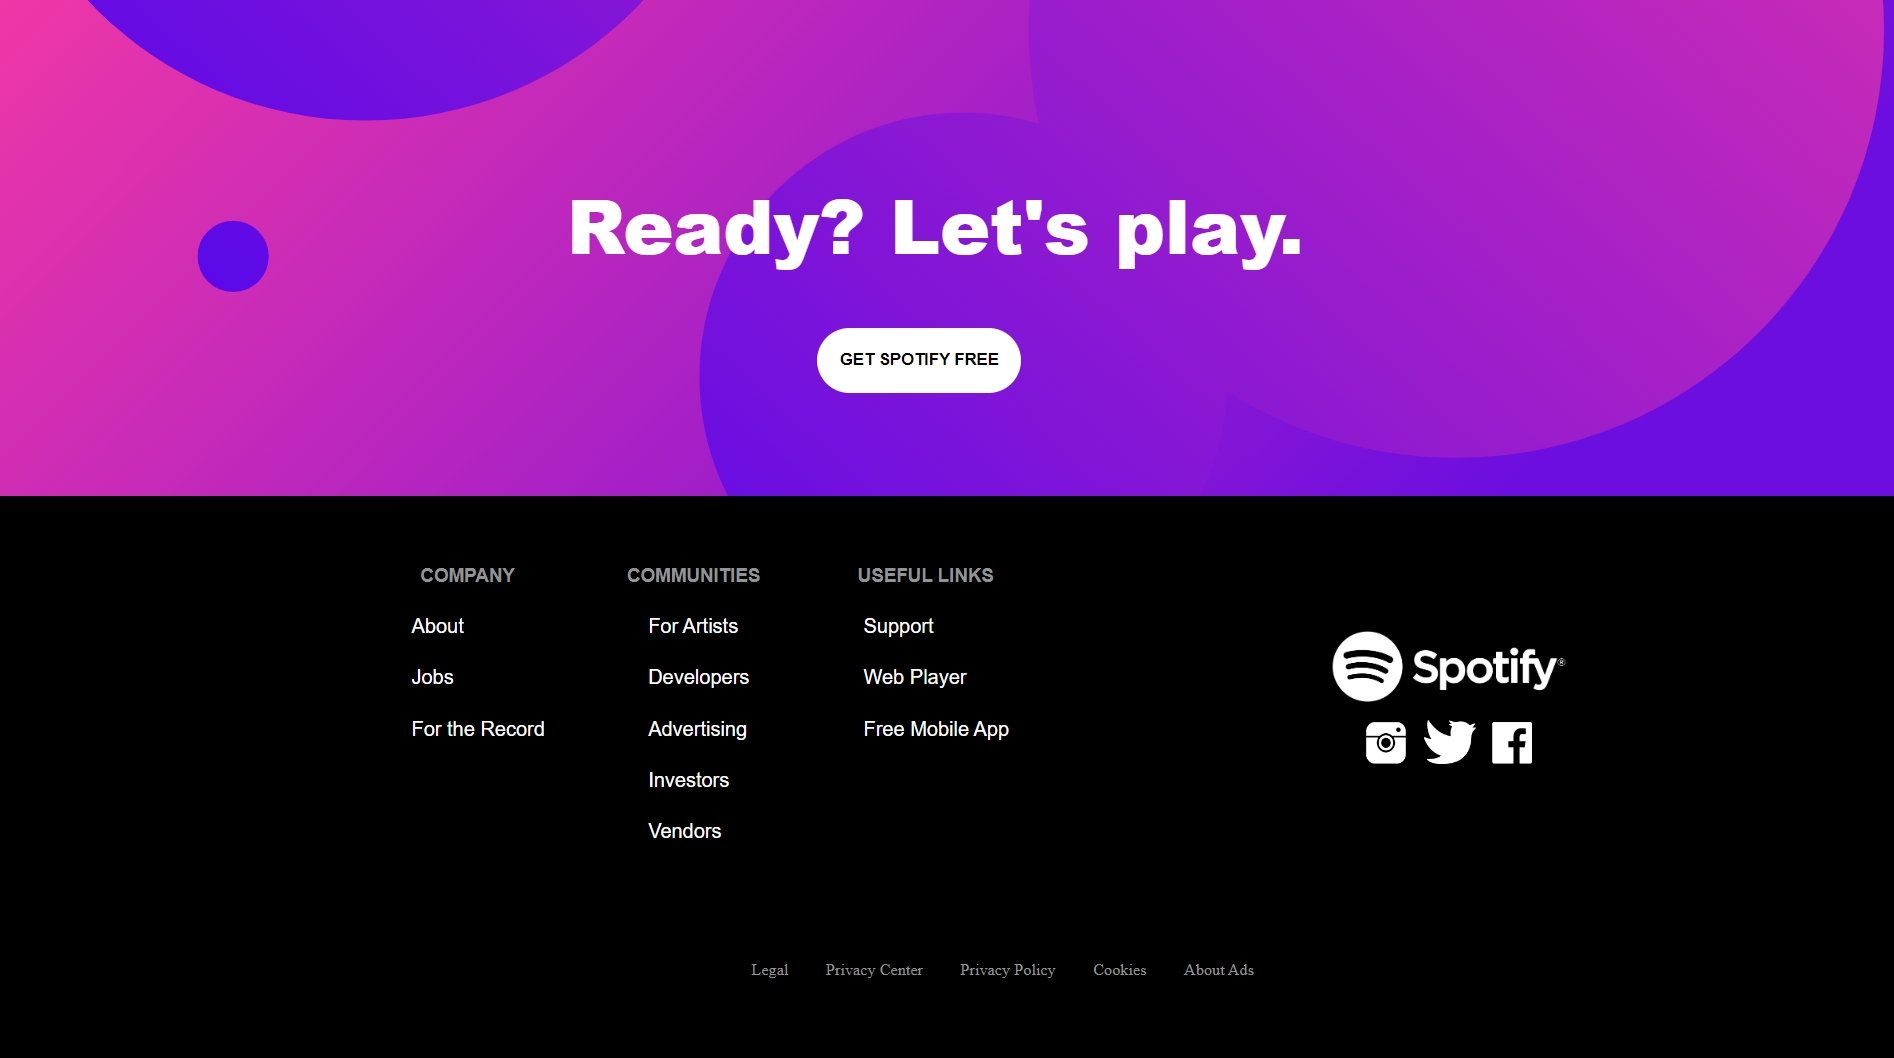 Ready? Let's play.
GET SPOTIFY FREE
COMPANY
About
Jobs
For the Record
COMMUNITIES
For Artists
Developers
Advertising
Investors
Vendors
USEFUL LINKS
Support
Web Player
Free Mobile App
Spotify®
Legal Privacy Center Privacy Policy Cookies About Ads